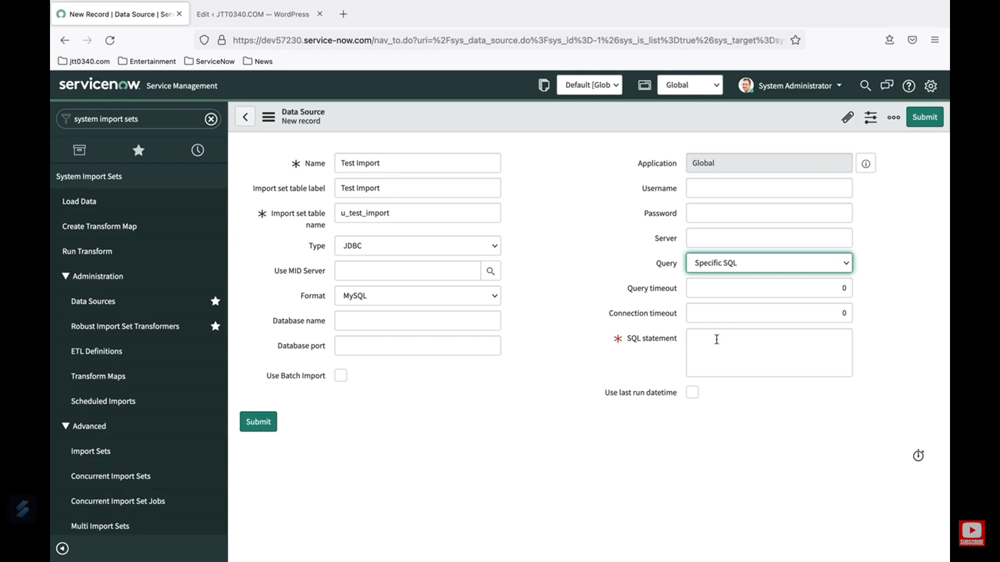 New Record | Data Source | Serv
Edit ‹ JTT0340.COM — WordPress
https://dev57230.service-now.com/nav_to.do?uri=%2Fsys_data_source.do%3Fsys_id%3D-1%26sys_is_list%3Dtrue%26sys_target%3Dsy
jtt0340.com
Entertainment
ServiceNow
News
servicenow Service Management
Default [Glob
Global
System Administrator
system import sets
Data Source
New record
Submit
System Import Sets
Load Data
Create Transform Map
Run Transform
Administration
Data Sources
Robust Import Set Transformers
ETL Definitions
Transform Maps
Scheduled Imports
Advanced
Import Sets
Concurrent Import Sets
Concurrent Import Set Jobs
Multi Import Sets
Name Test Import
Import set table label Test Import
Import set table name u_test_import
Type JDBC
Use MID Server
Format MySQL
Database name
Database port
Use Batch Import
Submit
Application Global
Username
Password
Server
Query Specific SQL
Query timeout 0
Connection timeout 0
SQL statement
Use last run datetime
SUBSCRIBE